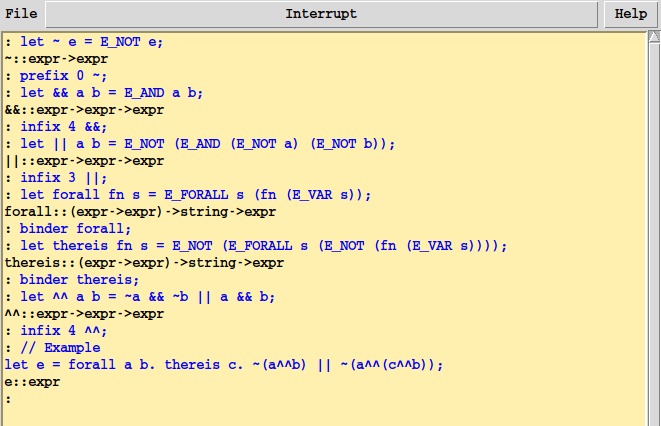 File Interrupt Help
: let ~ e = E_NOT e;
~::expr->expr
: prefix 0 ~;
: let && a b = E_AND a b;
&&::expr->expr->expr
: infix 4 &&;
: let || a b = E_NOT (E_AND (E_NOT a) (E_NOT b));
||::expr->expr->expr
: infix 3 ||;
: let forall fn s = E_FORALL s (fn (E_VAR s));
forall::(expr->expr)->string->expr
: binder forall;
: let thereis fn s = E_NOT (E_FORALL s (E_NOT (fn (E_VAR s))));
thereis::(expr->expr)->string->expr
: binder thereis;
: let ^^ a b = ~a && ~b || a && b;
^^::expr->expr->expr
: infix 4 ^^;
: // Example
let e = forall a b. thereis c. ~(a^^b) || ~(a^^(c^^b));
e::expr
: